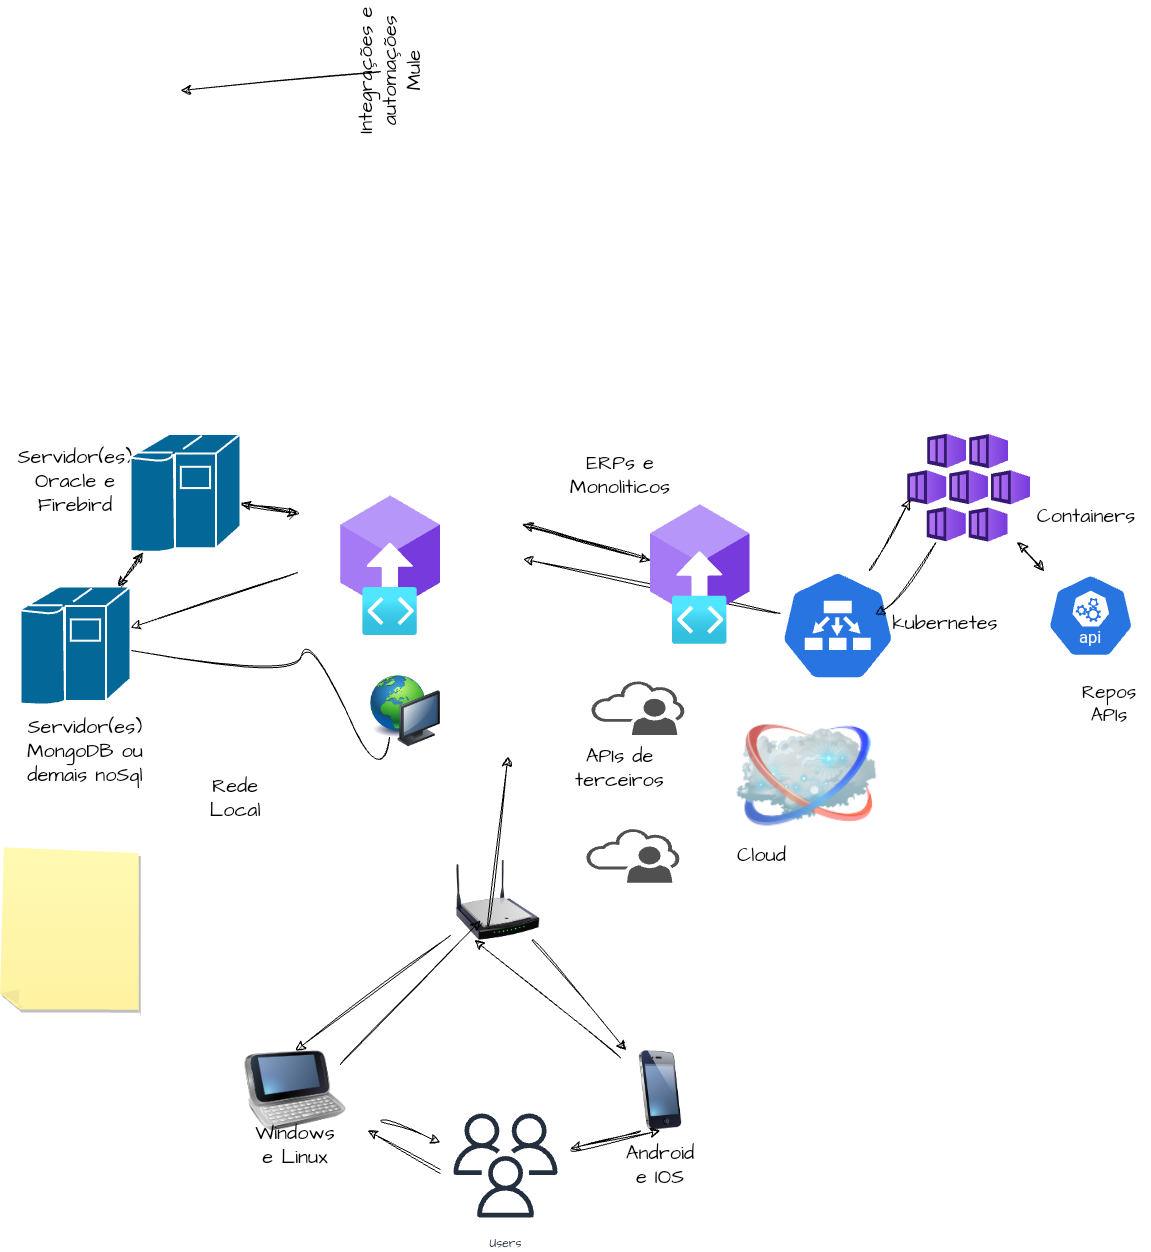 Integrações e
automações
Mule
Servidor(es)
Oracle e
Firebird
ERPs e
Monoliticos
Containers
kubernetes
api
Repos
APIs
Servidor(es)
MongoDB ou
demais noSql
Rede
Local
APIs de
terceiros
Cloud
Windows
e Linux
Android
e IOS
Users